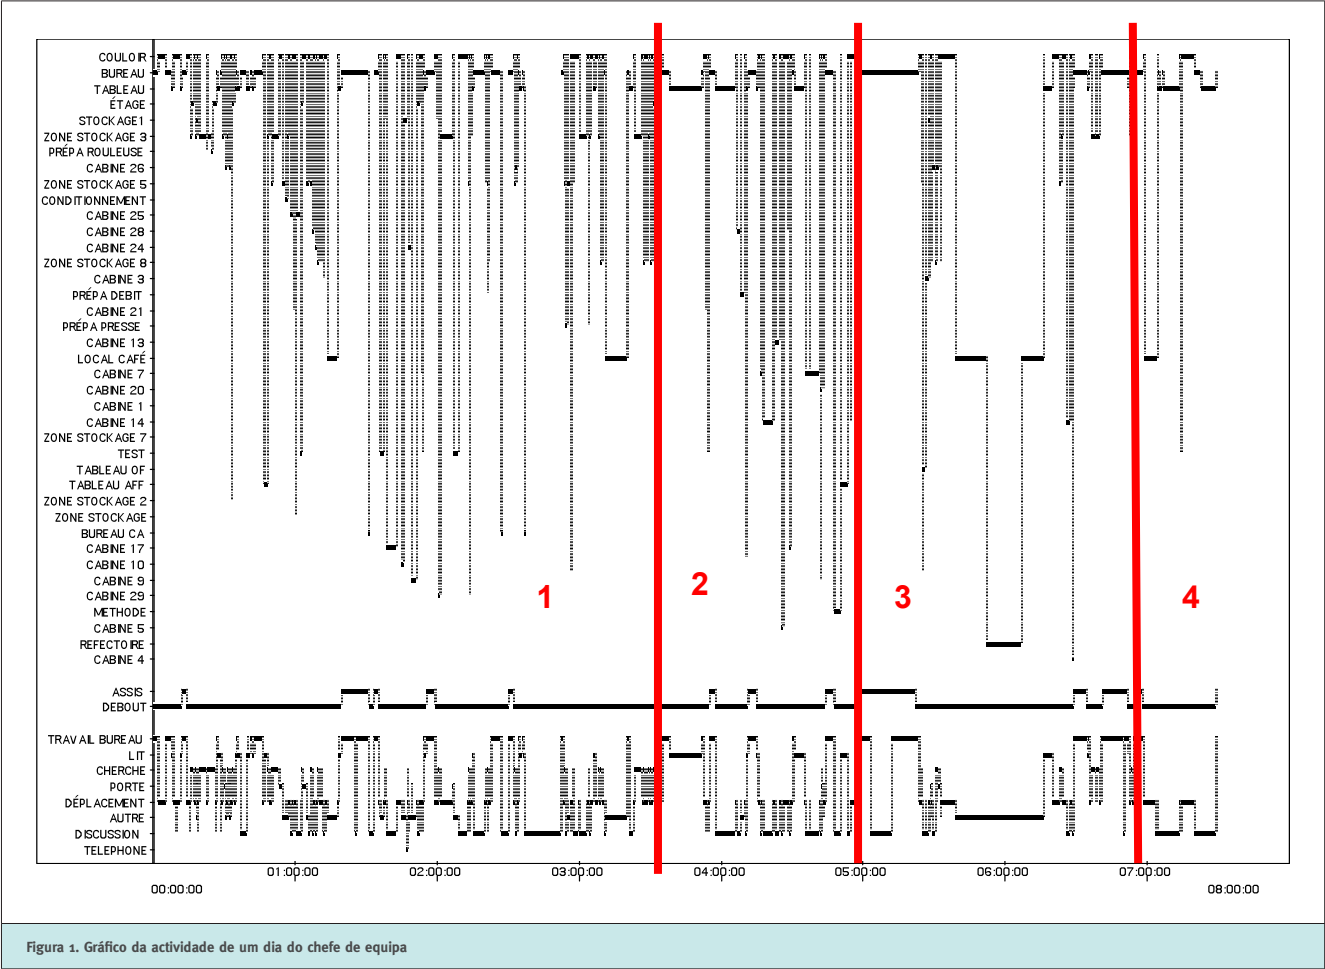 COULOIR
BUREAU
TABLEAU
ÉTAGE
STOCKAGE1
ZONE STOCKAGE 3
PRÉPA ROULEUSE
CABINE 26
ZONE STOCKAGE 5
CONDITIONNEMENT
CABINE 25
CABINE 28
CABINE 24
ZONE STOCKAGE 8
CABINE 3
PRÉPA DEBIT
CABINE 21
PRÉPA PRESSE
CABINE 13
LOCAL CAFÉ
CABINE 7
CABINE 20
CABINE 1
CABINE 14
ZONE STOCKAGE 7
TEST
TABLEAU OF
TABLEAU AFF
ZONE STOCKAGE 2
ZONE STOCKAGE
BUREAU CA
CABINE 17
CABINE 10
CABINE 9
CABINE 29
METHODE
CABINE 5
REFECTOIRE
CABINE 4
1
2
3
4
ASSIS
DEBOUT
TRAVAIL BUREAU
LIT
CHERCHE
PORTE
DÉPLACEMENT
AUTRE
DISCUSSION
TELEPHONE
01:00:00 02:00:00 03:00:00 04:00:00 05:00:00 06:00:00 07:00:00
00:00:00 08:00:00
Figura 1. Gráfico da actividade de um dia do chefe de equipa